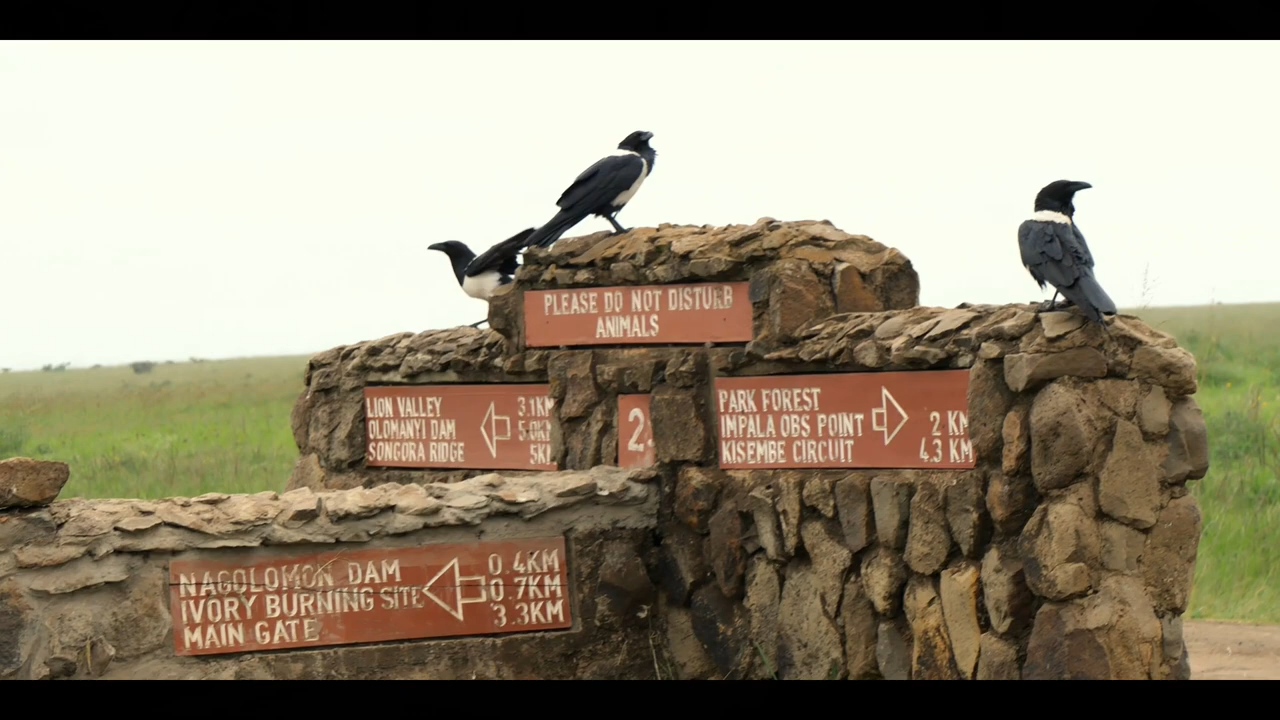 PLEASE DO NOT DISTURB
ANIMALS
LION VALLEY 3.1KM
OLOMANYI DAM 5.0KM
SONGORA RIDGE 5K
2
PARK FOREST
IMPALA OBS POINT 2 KM
KISEMBE CIRCUIT 4.3 KM
NAGOLOMON DAM 0.4KM
IVORY BURNING SITE 0.7KM
MAIN GATE 3.3KM